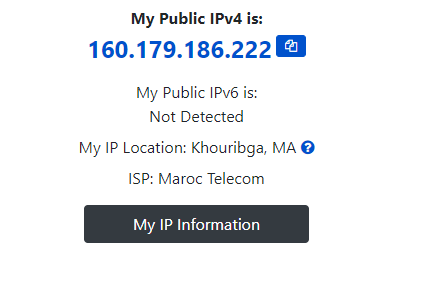 My Public IPv4 is:
160.179.186.222
My Public IPv6 is:
Not Detected
My IP Location: Khouribga, MA ?
ISP: Maroc Telecom
My IP Information